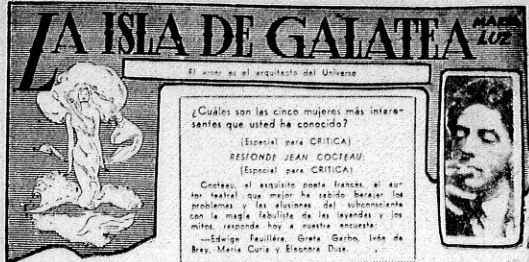 LA ISLA DE GALATEA
MARIA
LUZ
El amor es el arquitecto del Universo
¿Cuáles son las cinco mujeres más intere-
santes que usted ha conocido?
(Especial para CRITICA)
RESPONDE JEAN COCTEAU:
(Especial para CRITICA)
Cocteau, el exquisito poeta francés, el au-
tor teatral que mejor ha sabido barajar los
problemas y las alusiones del subconsciente
con la magia fabulista de las leyendas y los
mitos, responde hoy a nuestra encuesta:
—Edwige Feuillére, Greta Garbo, Ivón de
Bray, María Curie y Eleonora Duse.